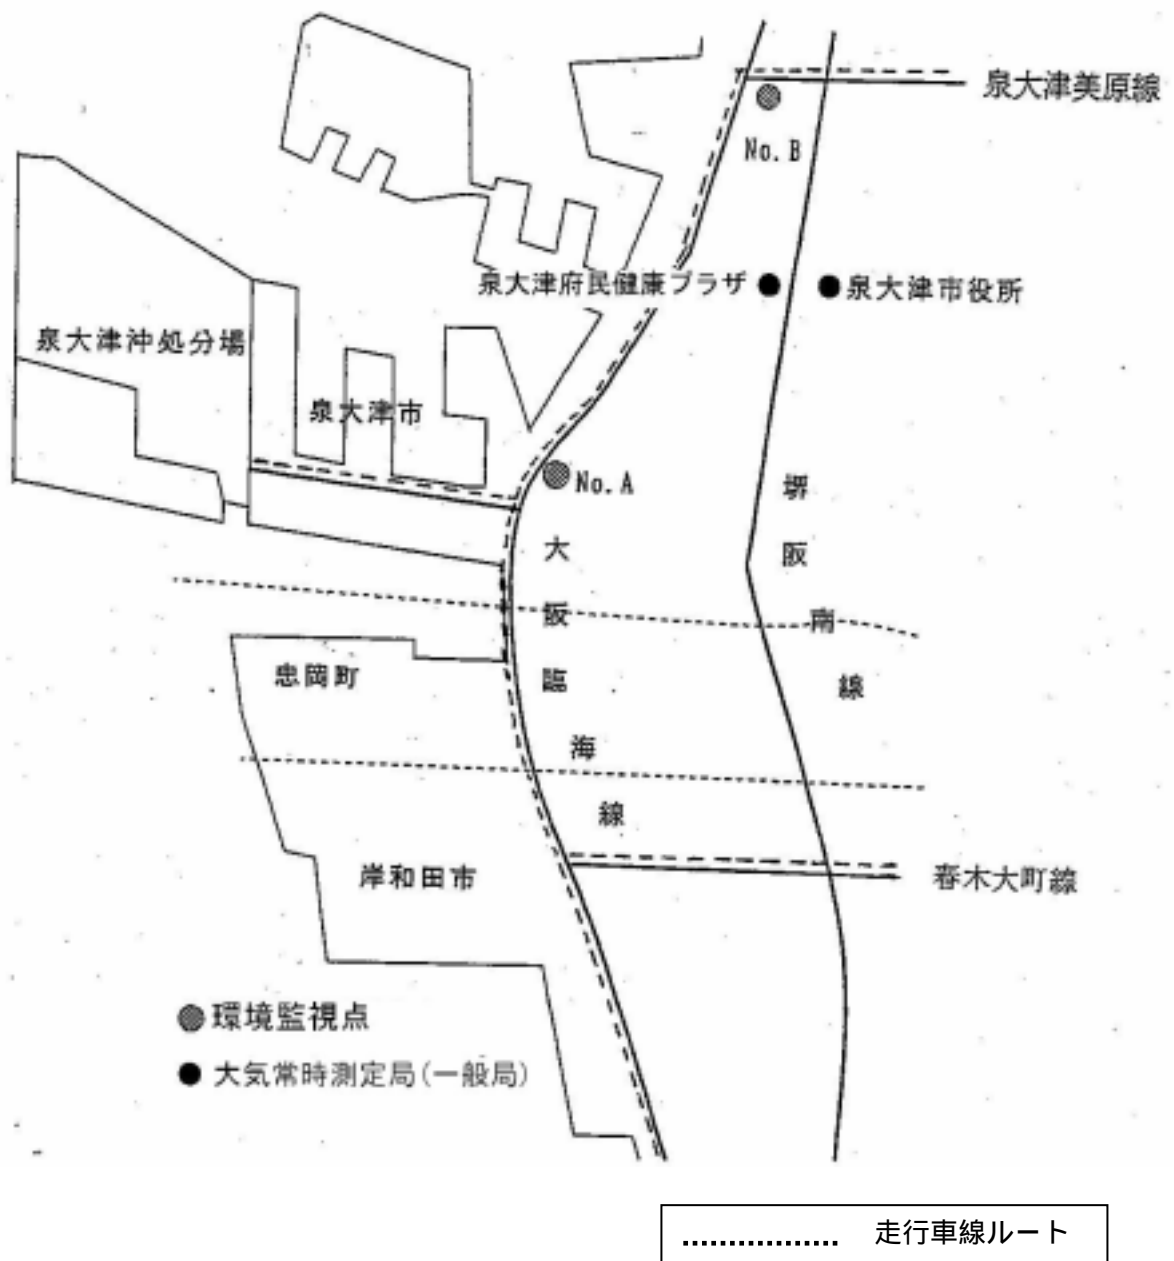 泉大津美原線
No. B
泉大津府民健康プラザ
泉大津市役所
泉大津沖処分場
泉大津市
No. A
大阪臨海線
堺阪南線
忠岡町
岸和田市
春木大町線
環境監視点
大気常時測定局(一般局)
走行車線ルート